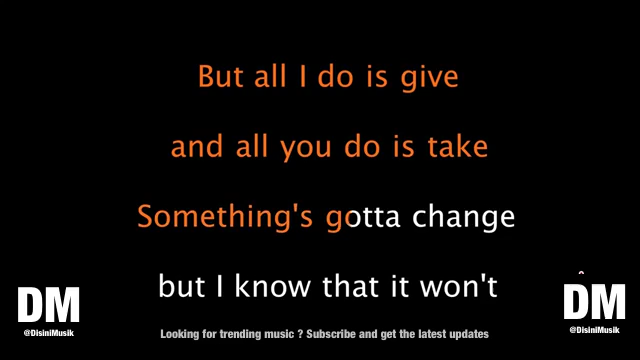 But all I do is give
and all you do is take
Something's gotta change
but I know that it won't
DM
@DisiniMusik
DM
@DisiniMusik
Looking for trending music ? Subscribe and get the latest updates